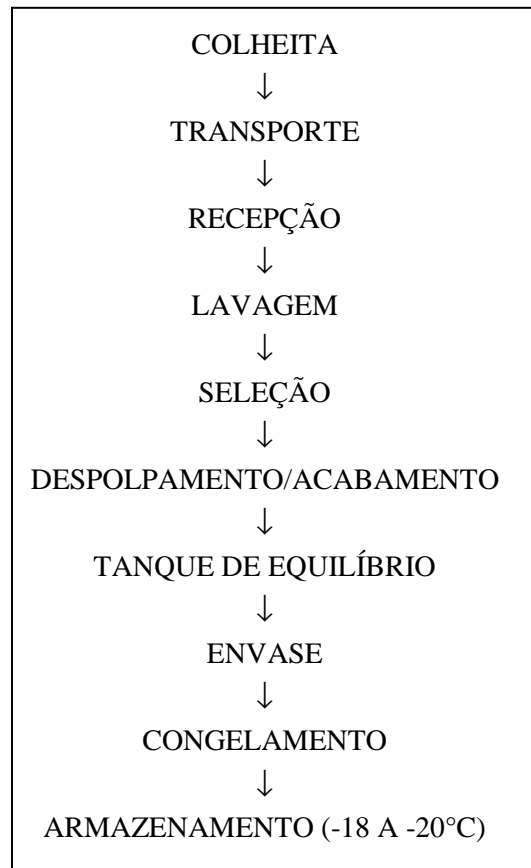 COLHEITA
↓
TRANSPORTE
↓
RECEPÇÃO
↓
LAVAGEM
↓
SELEÇÃO
↓
DESPOLPAMENTO/ACABAMENTO
↓
TANQUE DE EQUILÍBRIO
↓
ENVASE
↓
CONGELAMENTO
↓
ARMAZENAMENTO (-18 A -20°C)